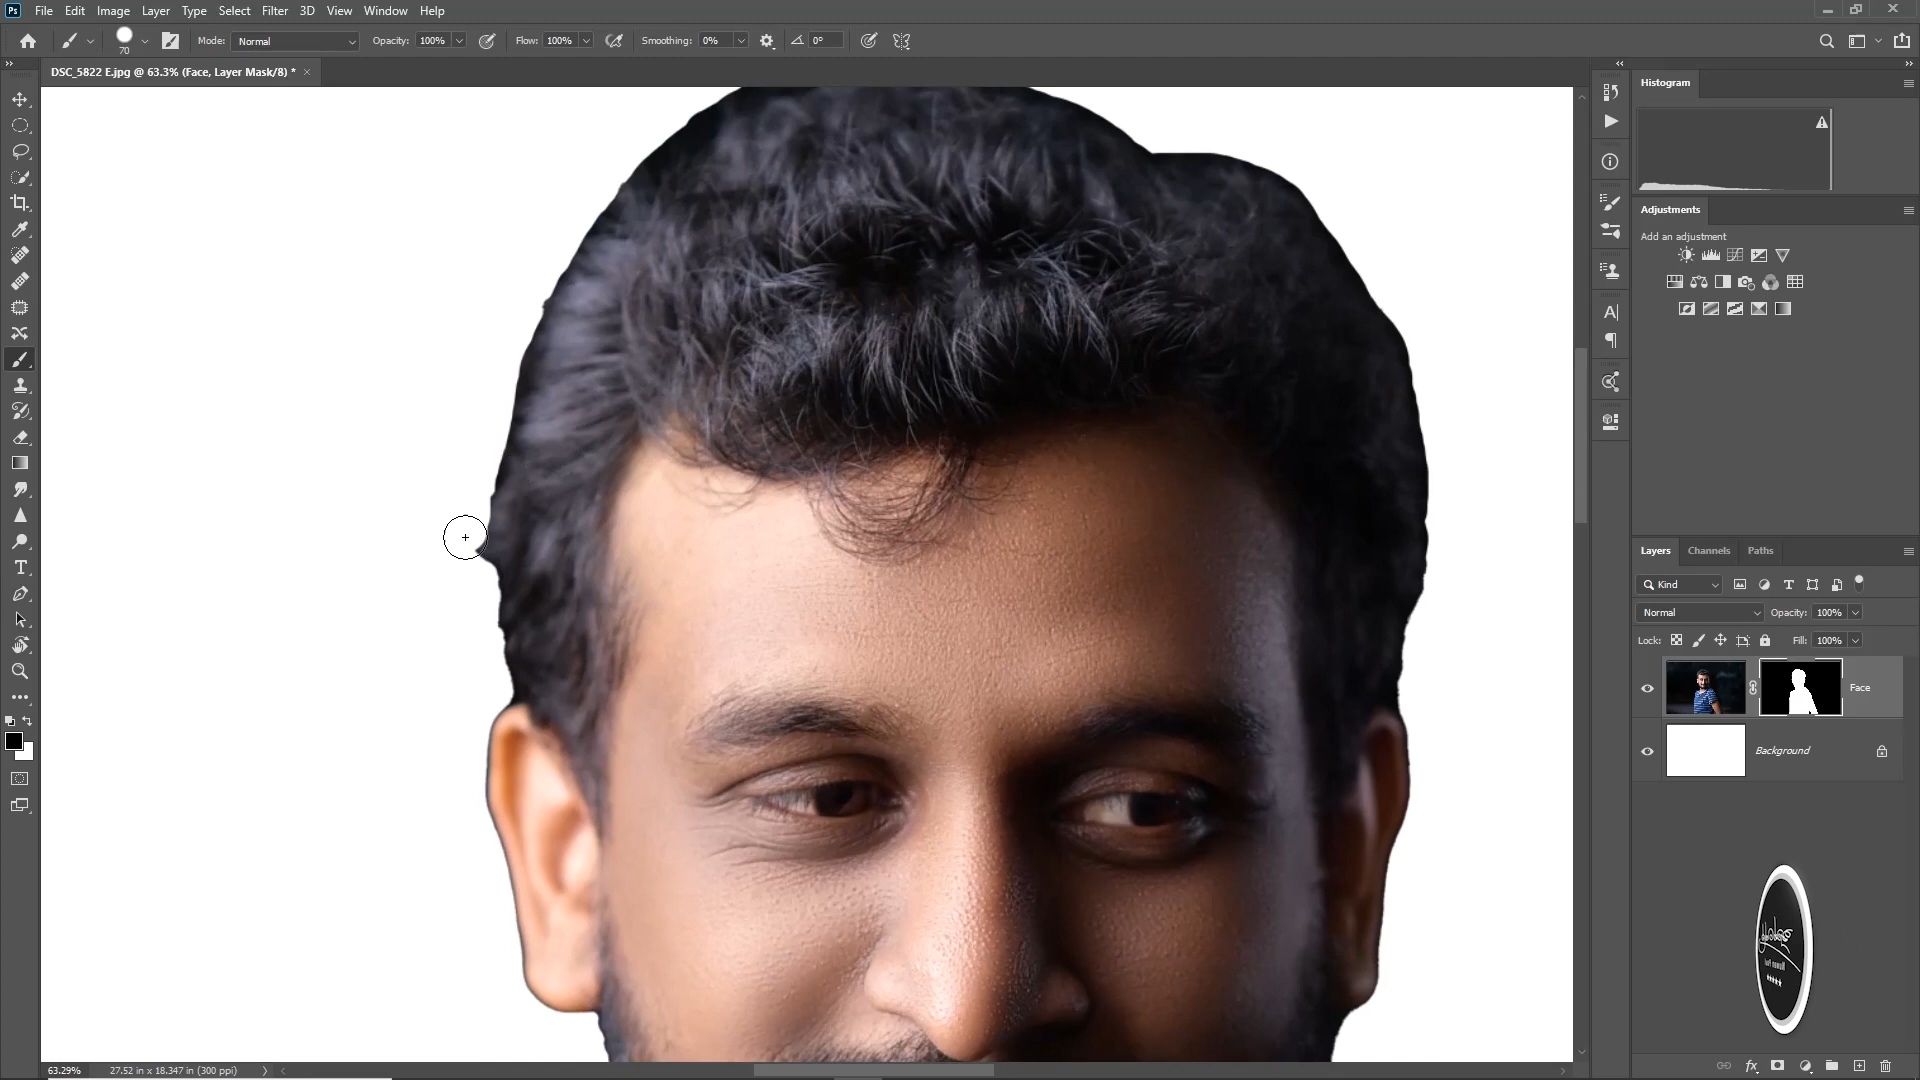 Ps File Edit Image Layer Type Select Filter 3D View Window Help
70 Mode: Normal Opacity: 100% Flow: 100% Smoothing: 0% 0°
DSC_5822 E.jpg @ 63.3% (Face, Layer Mask/8) * ×
Histogram
Adjustments
Add an adjustment
Layers Channels Paths
Kind
Normal Opacity: 100%
Lock: Fill: 100%
Face
Background
63.29% 27.52 in x 18.347 in (300 ppi)